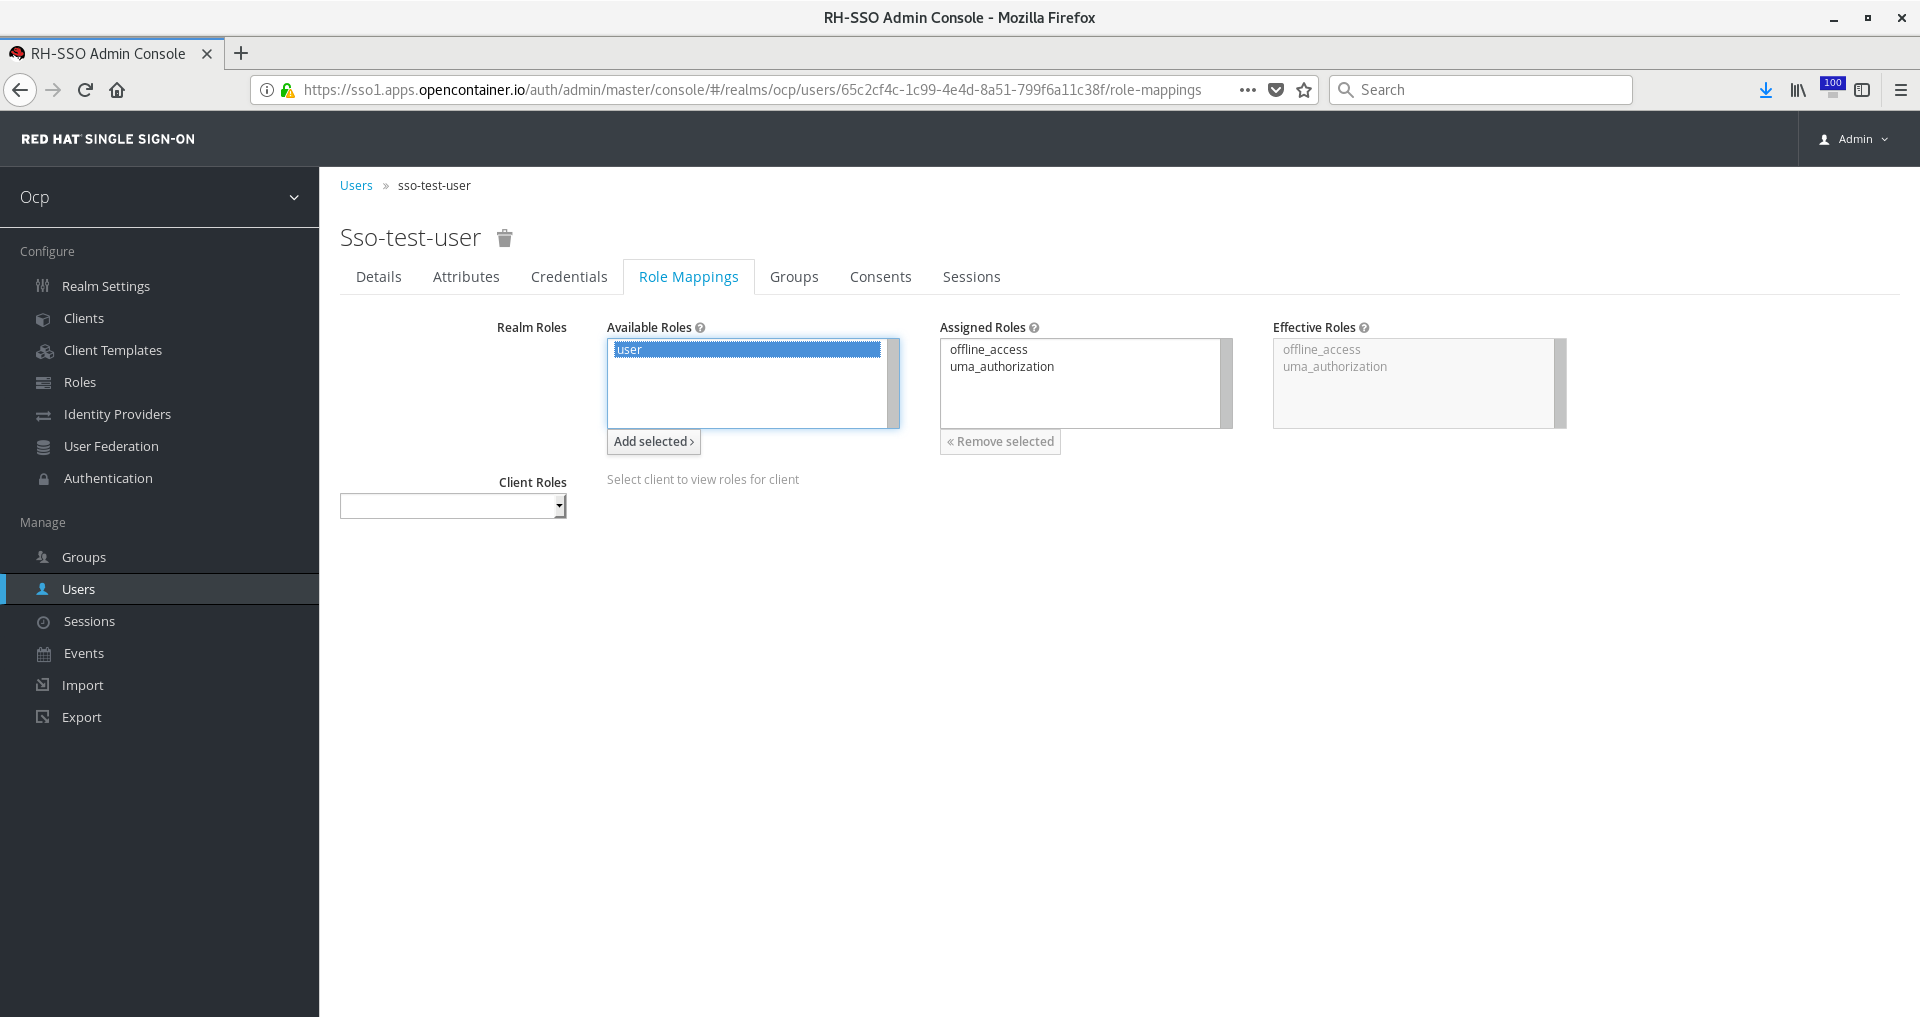 RH-SSO Admin Console - Mozilla Firefox
RH-SSO Admin Console
https://sso1.apps.opencontainer.io/auth/admin/master/console/#/realms/ocp/users/65c2cf4c-1c99-4e4d-8a51-799f6a11c38f/role-mappings
Search
100
RED HAT SINGLE SIGN-ON
Admin
Ocp
Configure
Realm Settings
Clients
Client Templates
Roles
Identity Providers
User Federation
Authentication
Manage
Groups
Users
Sessions
Events
Import
Export
Users » sso-test-user
Sso-test-user
Details Attributes Credentials Role Mappings Groups Consents Sessions
Realm Roles
Available Roles
user
Add selected ›
Assigned Roles
offline_access
uma_authorization
« Remove selected
Effective Roles
offline_access
uma_authorization
Client Roles
Select client to view roles for client